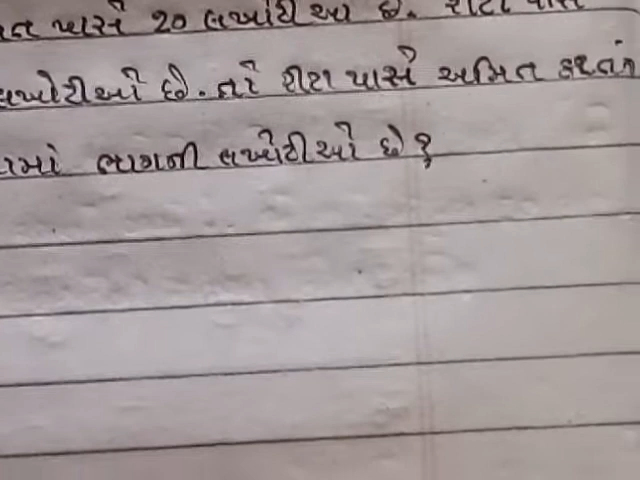 પાસે 20 લખોટીઓ છે. રીટા પાસે
લખોટીઓ છે. તો રીટા પાસે અમિત કરતાં
માં ભાગની લખોટીઓ છે?